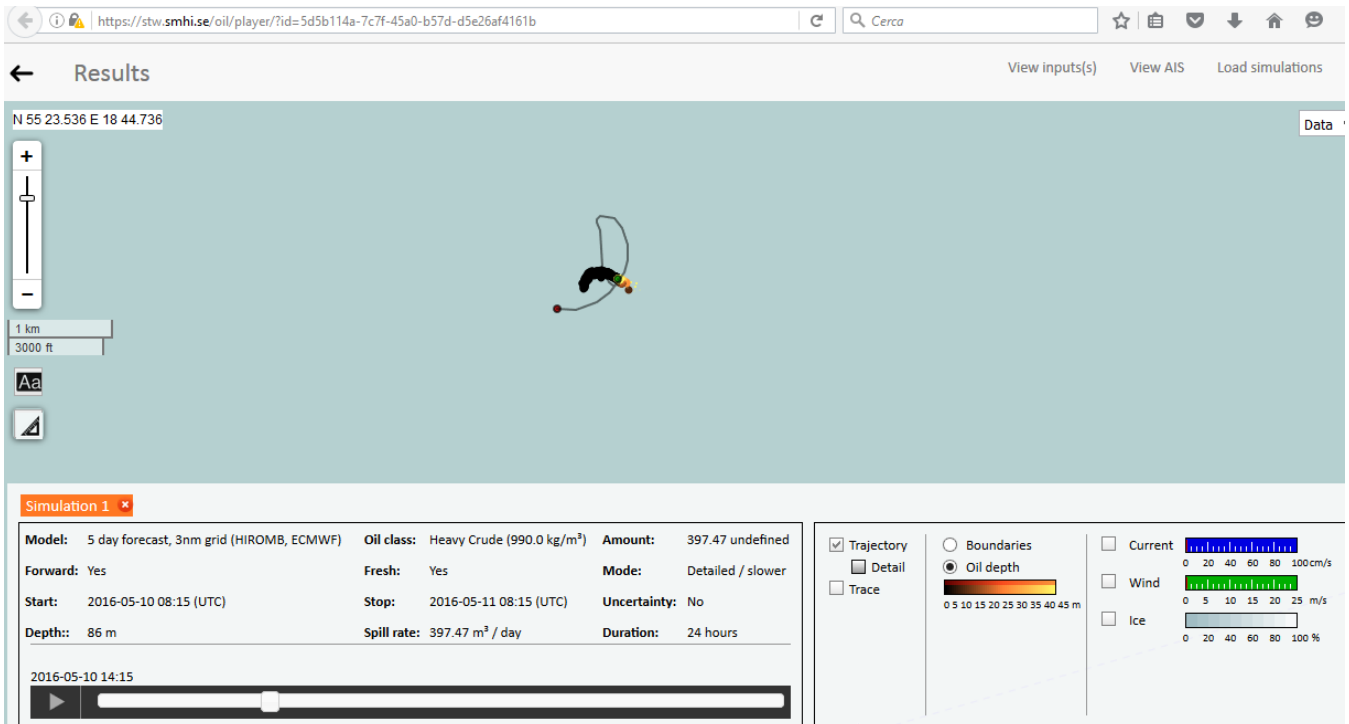 https://stw.smhi.se/oil/player/?id=5d5b114a-7c7f-45a0-b57d-d5e26af4161b
Cerca
Results View inputs(s) View AIS Load simulations
N 55 23.536 E 18 44.736
Data
+
−
1 km
3000 ft
Aa
Simulation 1
Model: 5 day forecast, 3nm grid (HIROMB, ECMWF) Oil class: Heavy Crude (990.0 kg/m³) Amount: 397.47 undefined
Forward: Yes Fresh: Yes Mode: Detailed / slower
Start: 2016-05-10 08:15 (UTC) Stop: 2016-05-11 08:15 (UTC) Uncertainty: No
Depth:: 86 m Spill rate: 397.47 m³ / day Duration: 24 hours
2016-05-10 14:15
Trajectory
Detail
Trace
Boundaries
Oil depth
0 5 10 15 20 25 30 35 40 45 m
Current
0 20 40 60 80 100cm/s
Wind
0 5 10 15 20 25 m/s
Ice
0 20 40 60 80 100 %